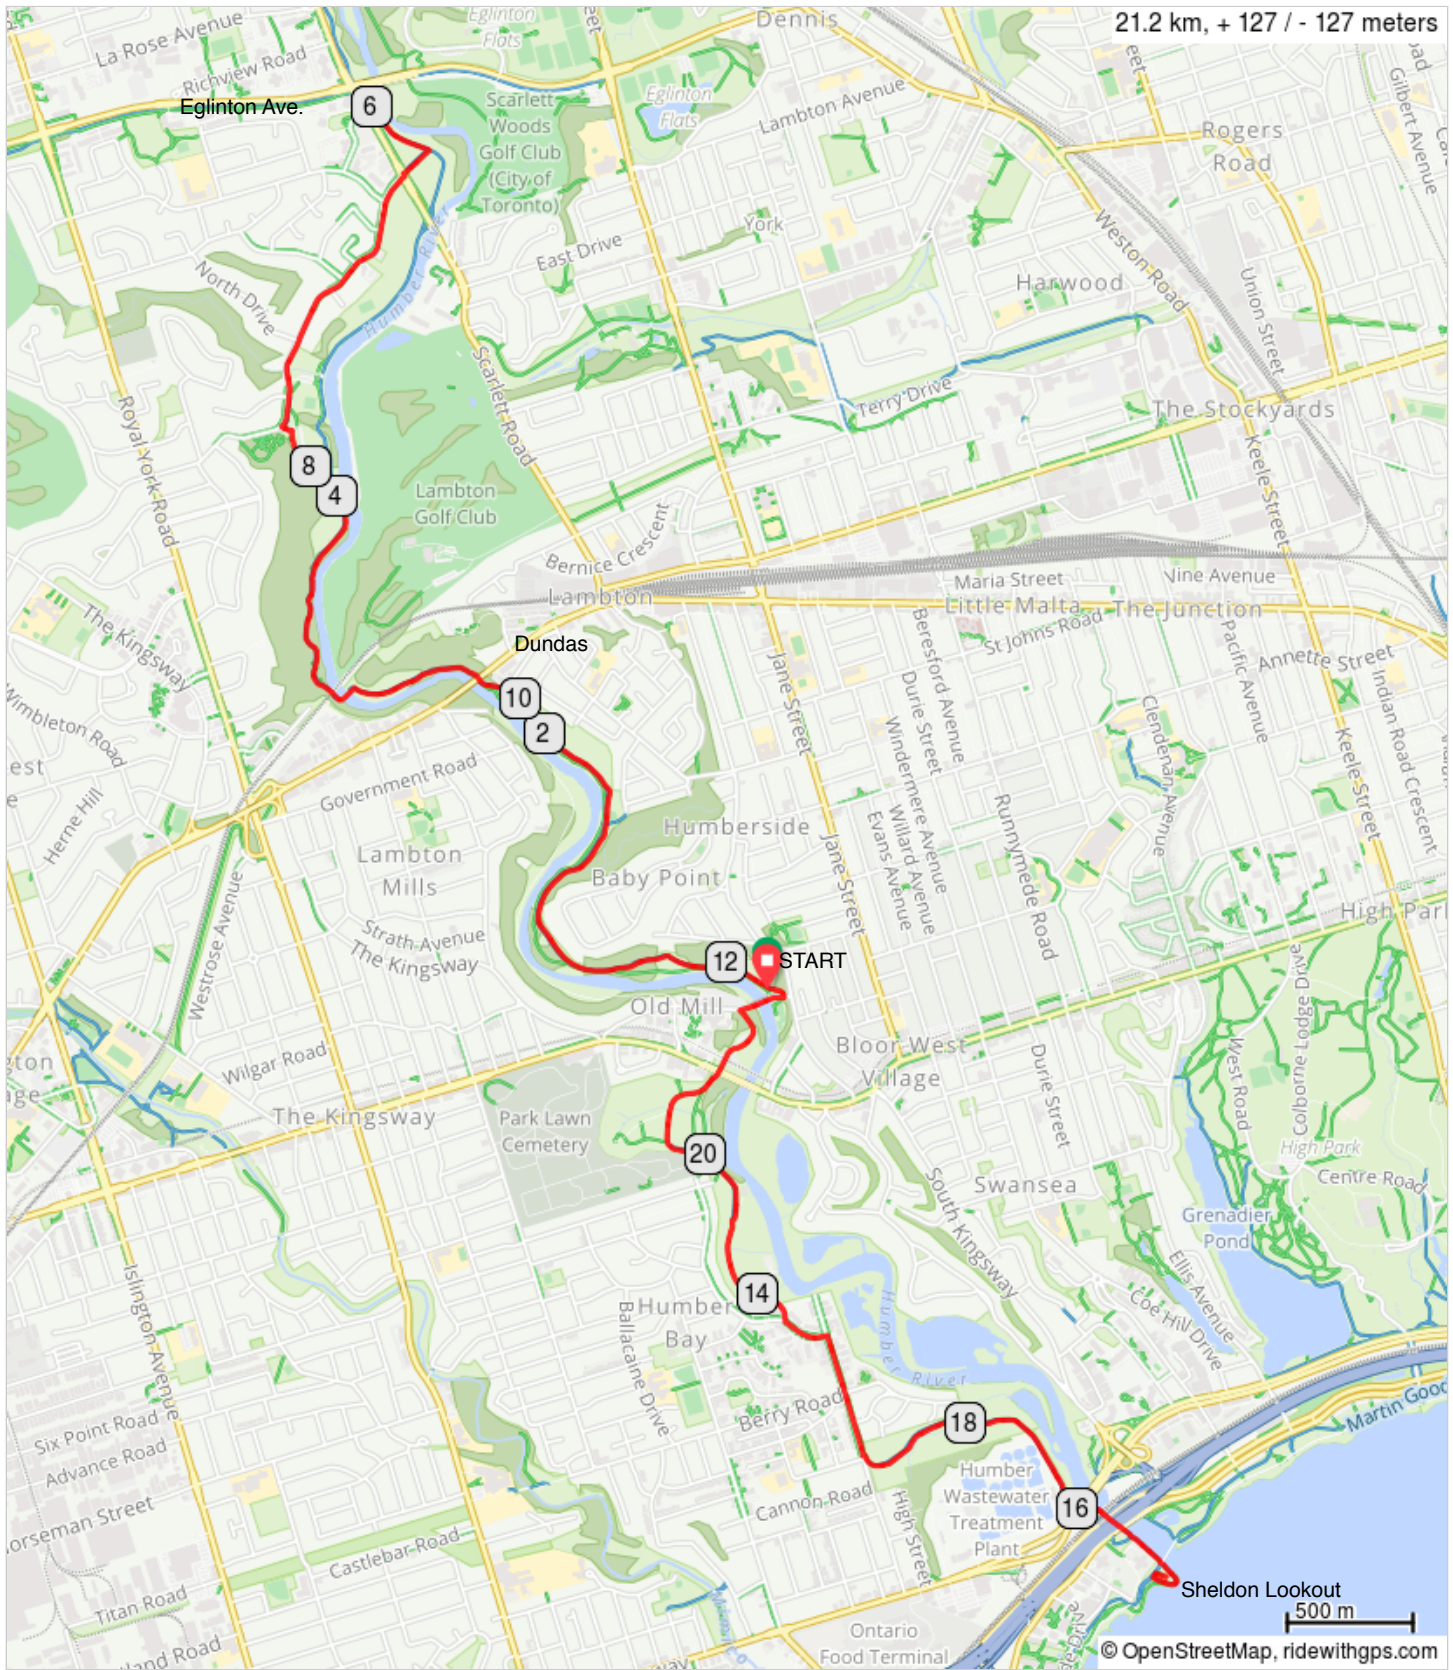 21.2 km, + 127 / - 127 meters
Eglinton
Flats
Dennis
La Rose Avenue
Richview Road
Eglinton Ave.
6
Scarlett
Woods
Golf Club
(City of
Toronto)
Eglinton
Flats
Lambton Avenue
Rogers
Road
Gilbert Avenue
York
East Drive
North Drive
Humber River
Harwood
Weston Road
Union Street
Scarlett Road
Royal York Road
Terry Drive
The Stockyards
Keele Street
8
4
Lambton
Golf Club
Bernice Crescent
Lambton
Maria Street
Vine Avenue
Little Malta
The Junction
St Johns Road
The Kingsway
Dundas
Jane Street
Beresford Avenue
Durie Street
Windermere Avenue
Willard Avenue
Evans Avenue
Pacific Avenue
Annette Street
Indian Road Crescent
Wimbleton Road
10
2
Clendenan Avenue
Keele Street
Government Road
Herne Hill
Humberside
Jane Street
Runnymede Road
Lambton
Mills
Baby Point
Westrose Avenue
Strath Avenue
The Kingsway
12
START
High Park
Old Mill
Bloor West
Village
Wilgar Road
The Kingsway
Park Lawn
Cemetery
Durie Street
West Road
Colborne Lodge Drive
High Park
Centre Road
20
South Kingsway
Swansea
Grenadier
Pond
Islington Avenue
14
Humber
Bay
Ballacaine Drive
Humber River
Ellis Avenue
Coe Hill Drive
Berry Road
18
Six Point Road
Advance Road
Martin Good
Humber
Wastewater
Treatment
Plant
Cannon Road
High Street
16
Castlebar Road
Titan Road
Sheldon Lookout
500 m
Ontario
Food Terminal
© OpenStreetMap, ridewithgps.com